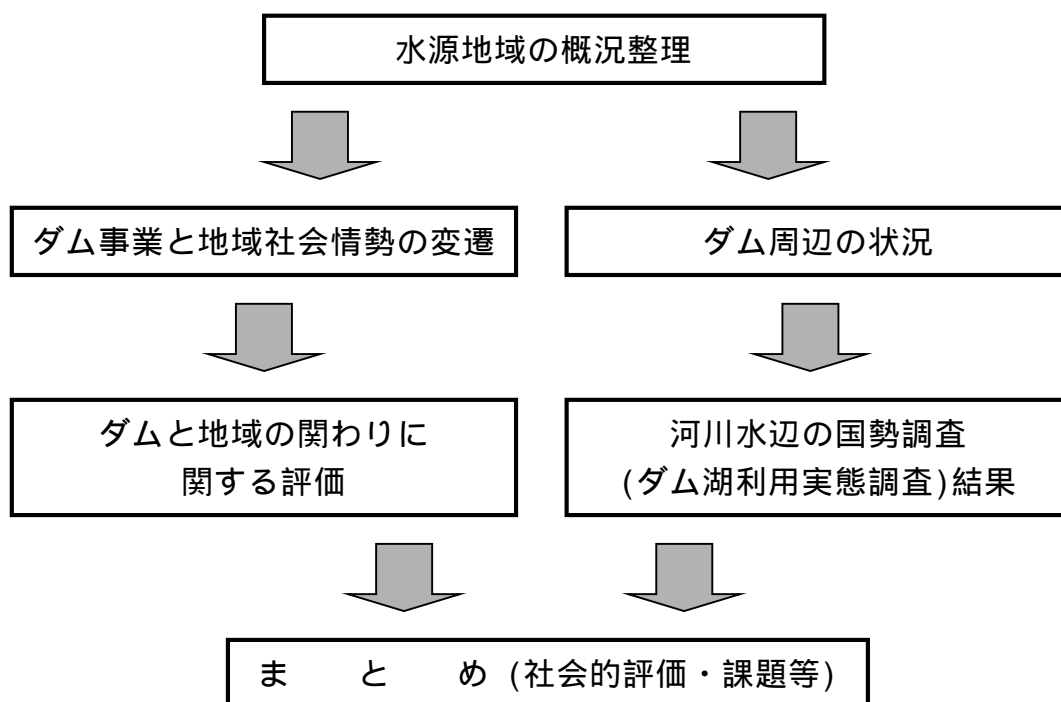 水源地域の概況整理
ダム事業と地域社会情勢の変遷
ダム周辺の状況
ダムと地域の関わりに
関する評価
河川水辺の国勢調査
(ダム湖利用実態調査)結果
ま　と　め (社会的評価・課題等)